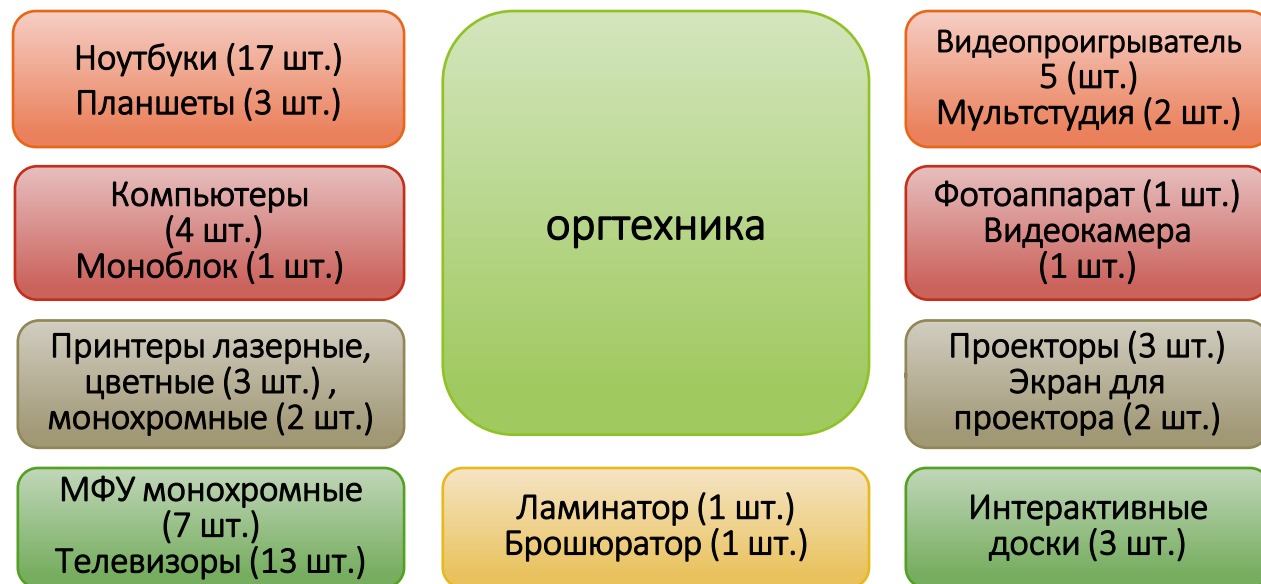 Ноутбуки (17 шт.)
Планшеты (3 шт.)
Компьютеры
(4 шт.)
Моноблок (1 шт.)
Принтеры лазерные,
цветные (3 шт.) ,
монохромные (2 шт.)
МФУ монохромные
(7 шт.)
Телевизоры (13 шт.)
оргтехника
Ламинатор (1 шт.)
Брошюратор (1 шт.)
Видеопроигрыватель
5 (шт.)
Мультстудия (2 шт.)
Фотоаппарат (1 шт.)
Видеокамера
(1 шт.)
Проекторы (3 шт.)
Экран для
проектора (2 шт.)
Интерактивные
доски (3 шт.)